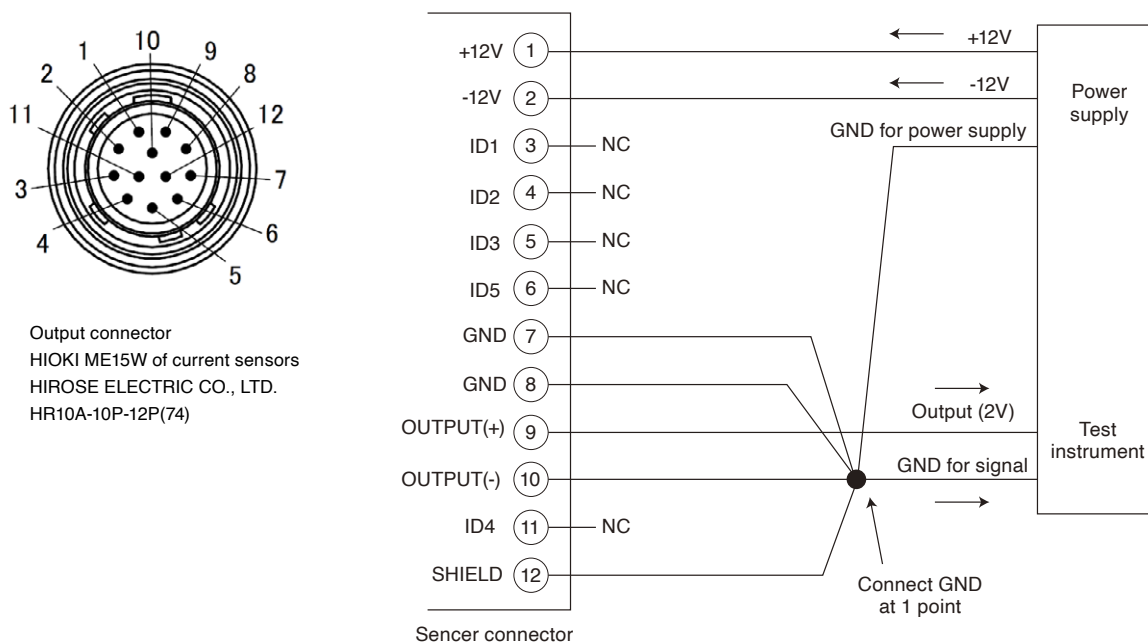 10
1
9
2
8
11
12
3
7
4
6
5
Output connector
HIOKI ME15W of current sensors
HIROSE ELECTRIC CO., LTD.
HR10A-10P-12P(74)
+12V 1
+12V
-12V 2
-12V
Power
supply
GND for power supply
ID1 3 NC
ID2 4 NC
ID3 5 NC
ID5 6 NC
GND 7
GND 8
Output (2V)
OUTPUT(+) 9
Test
instrument
GND for signal
OUTPUT(-) 10
ID4 11 NC
SHIELD 12
Connect GND
at 1 point
Sencer connector